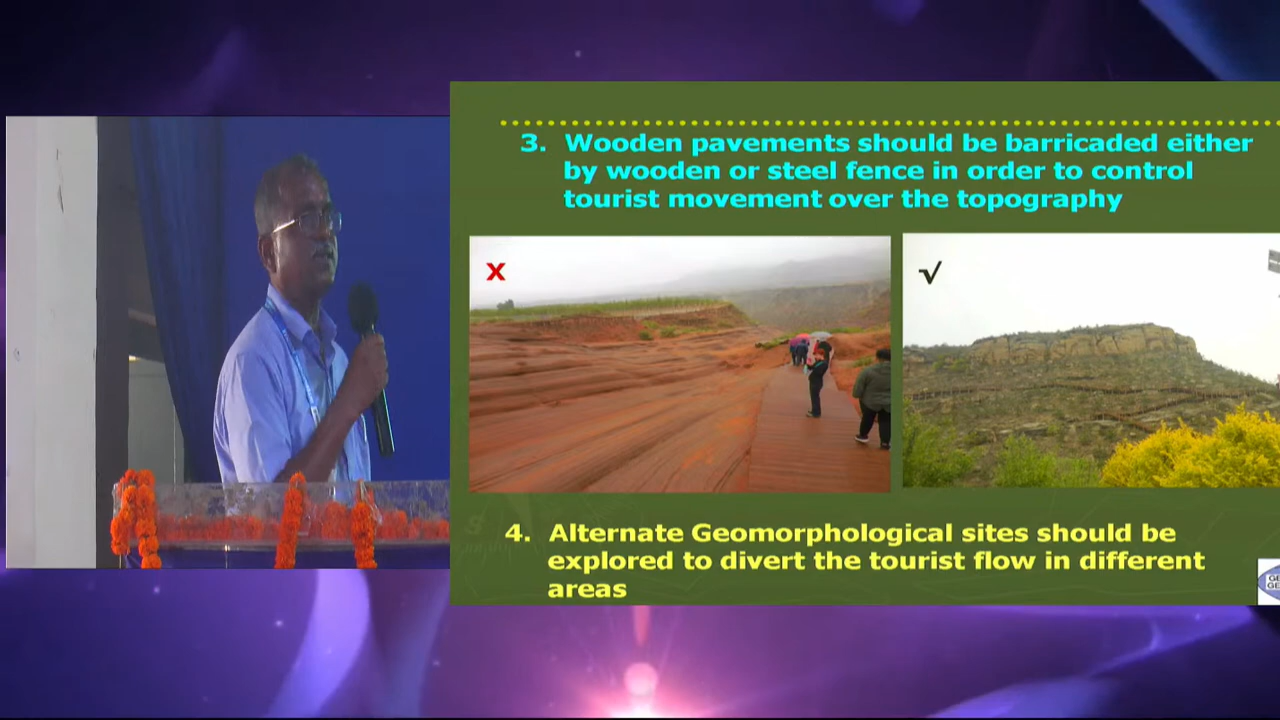 3. Wooden pavements should be barricaded either
by wooden or steel fence in order to control
tourist movement over the topography
X
√
4. Alternate Geomorphological sites should be
explored to divert the tourist flow in different
areas